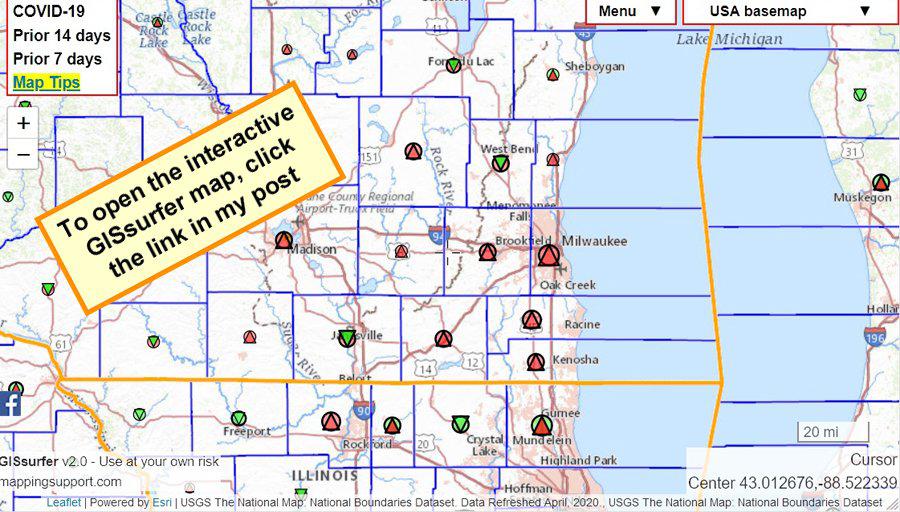 COVID-19
Prior 14 days
Prior 7 days
Map Tips
+
−
Menu ▼
USA basemap ▼
Lake Michigan
43
Castle Rock Lake
Castle Rock Lake
Fond du Lac
Sheboygan
151
Rock River
West Bend
31
Muskegon
To open the interactive
GISsurfer map, click
the link in my post
Dane County Regional
Airport-Truax Field
Menomonee
Falls
Madison
94
Brookfield
Milwaukee
Oak Creek
Holland
196
61
Sugar River
Janesville
Racine
14
12
Kenosha
Beloit
90
Gurnee
Freeport
Rockford
20
Crystal
Lake
Mundelein
20 mi
Highland Park
ILLINOIS
Hoffman
GISsurfer v2.0 - Use at your own risk
mappingsupport.com
Cursor
Center 43.012676,-88.522339
Leaflet | Powered by Esri | USGS The National Map: National Boundaries Dataset. Data Refreshed April, 2020., USGS The National Map: National Boundaries Dataset